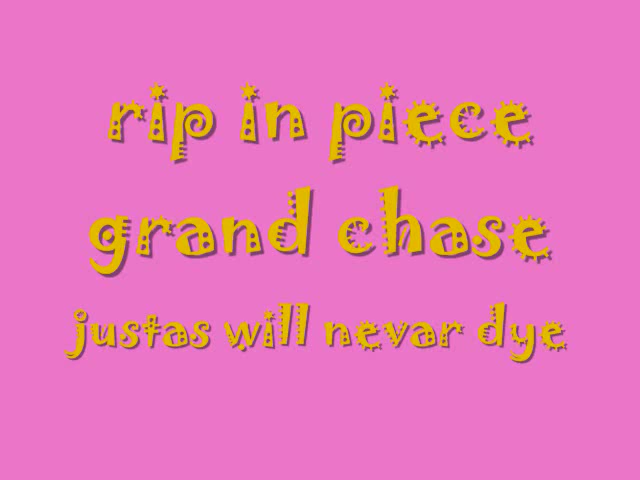 rip in piece
grand chase
justas will nevar dye